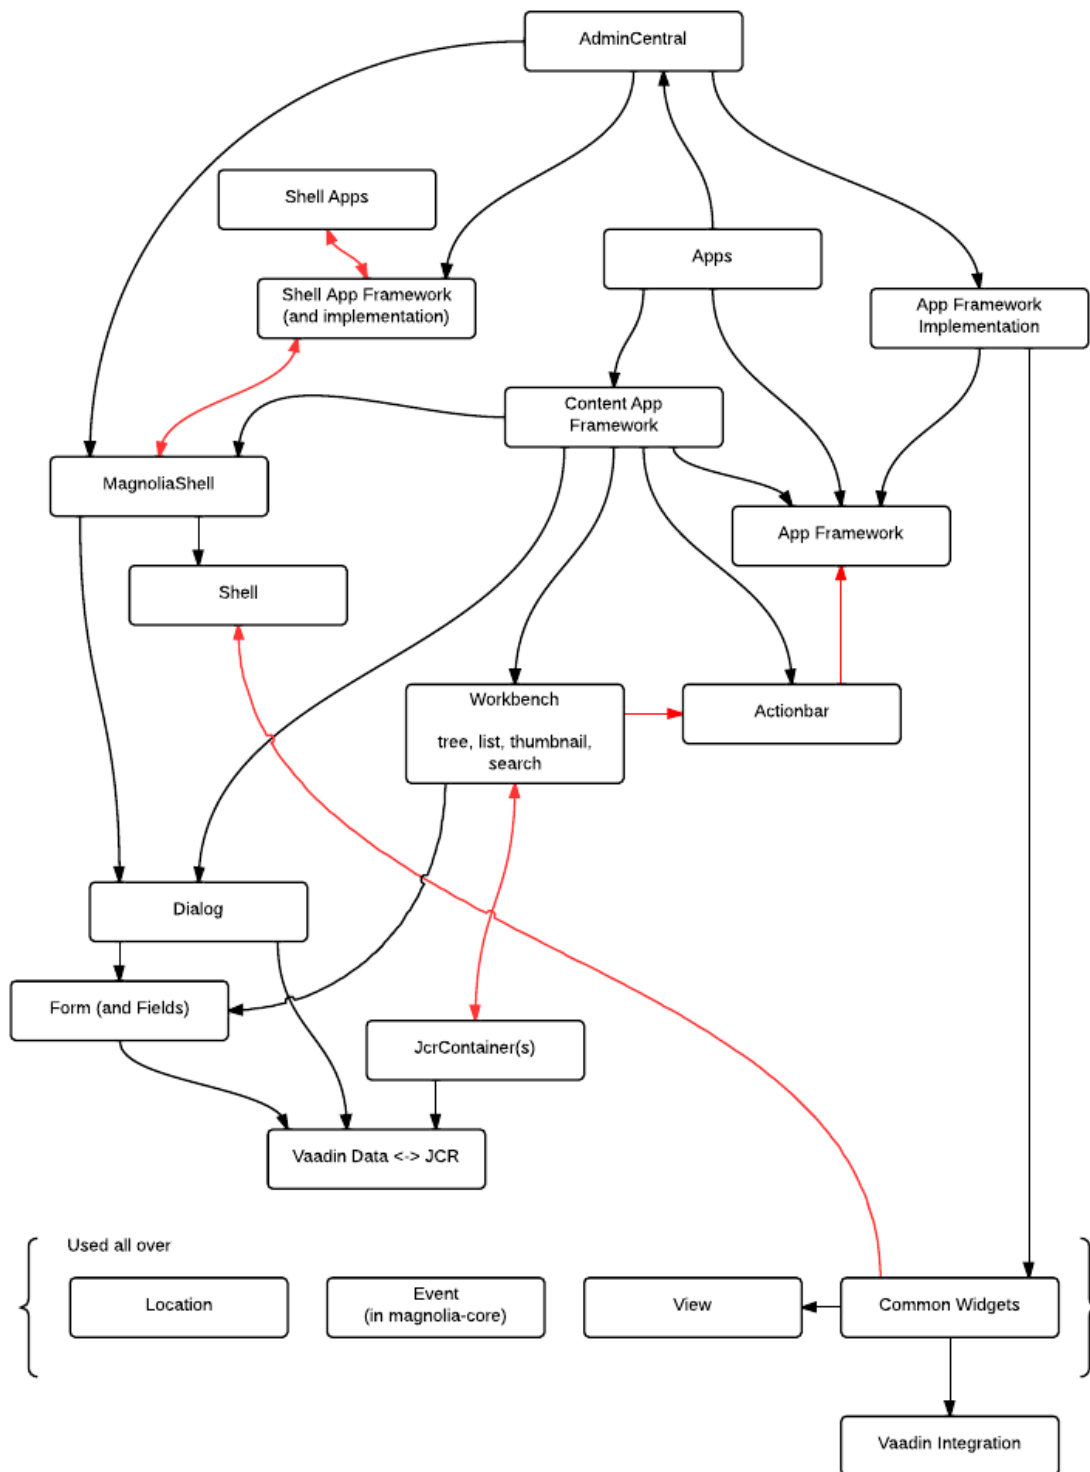 AdminCentral
Shell Apps
Apps
Shell App Framework
(and implementation)
App Framework
Implementation
Content App
Framework
MagnoliaShell
App Framework
Shell
Workbench
tree, list, thumbnail,
search
Actionbar
Dialog
Form (and Fields)
JcrContainer(s)
Vaadin Data <-> JCR
Used all over
Location
Event
(in magnolia-core)
View
Common Widgets
Vaadin Integration